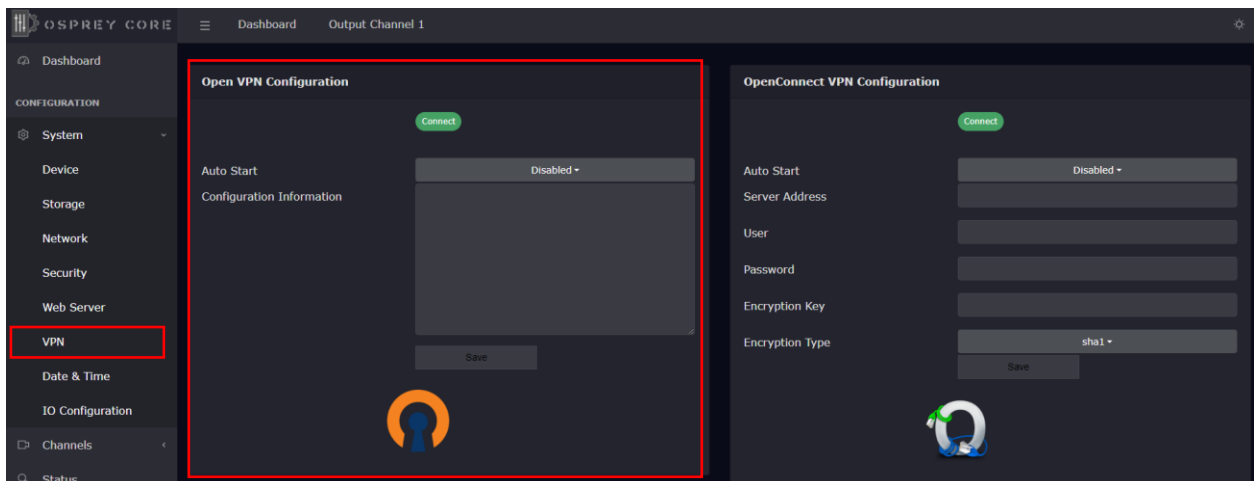 OSPREY CORE
Dashboard Output Channel 1
Dashboard
CONFIGURATION
System
Device
Storage
Network
Security
Web Server
VPN
Date & Time
IO Configuration
Channels
Status
Open VPN Configuration
Connect
Auto Start Disabled
Configuration Information
Save
OpenConnect VPN Configuration
Connect
Auto Start Disabled
Server Address
User
Password
Encryption Key
Encryption Type sha1
Save